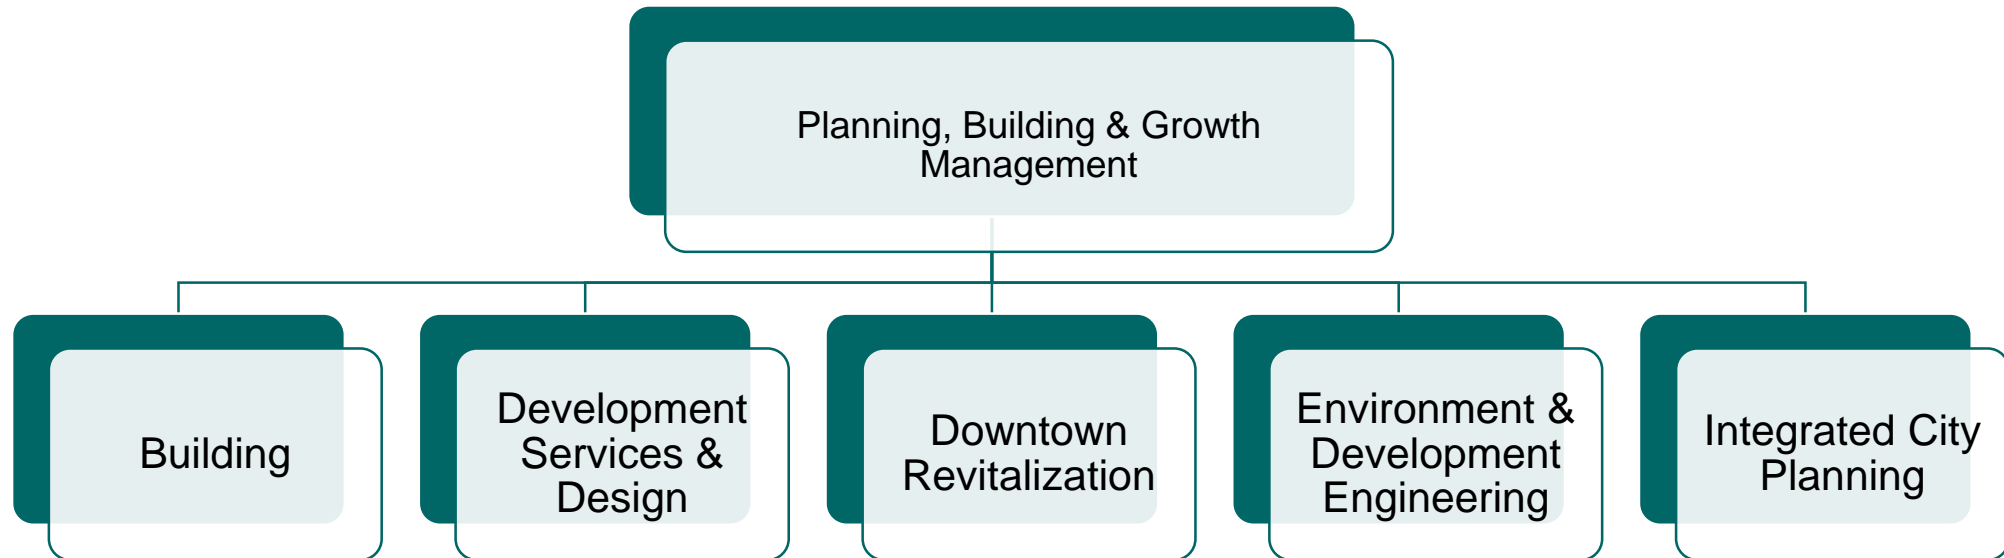 Planning, Building & Growth
Management
Building
Development
Services &
Design
Downtown
Revitalization
Environment &
Development
Engineering
Integrated City
Planning